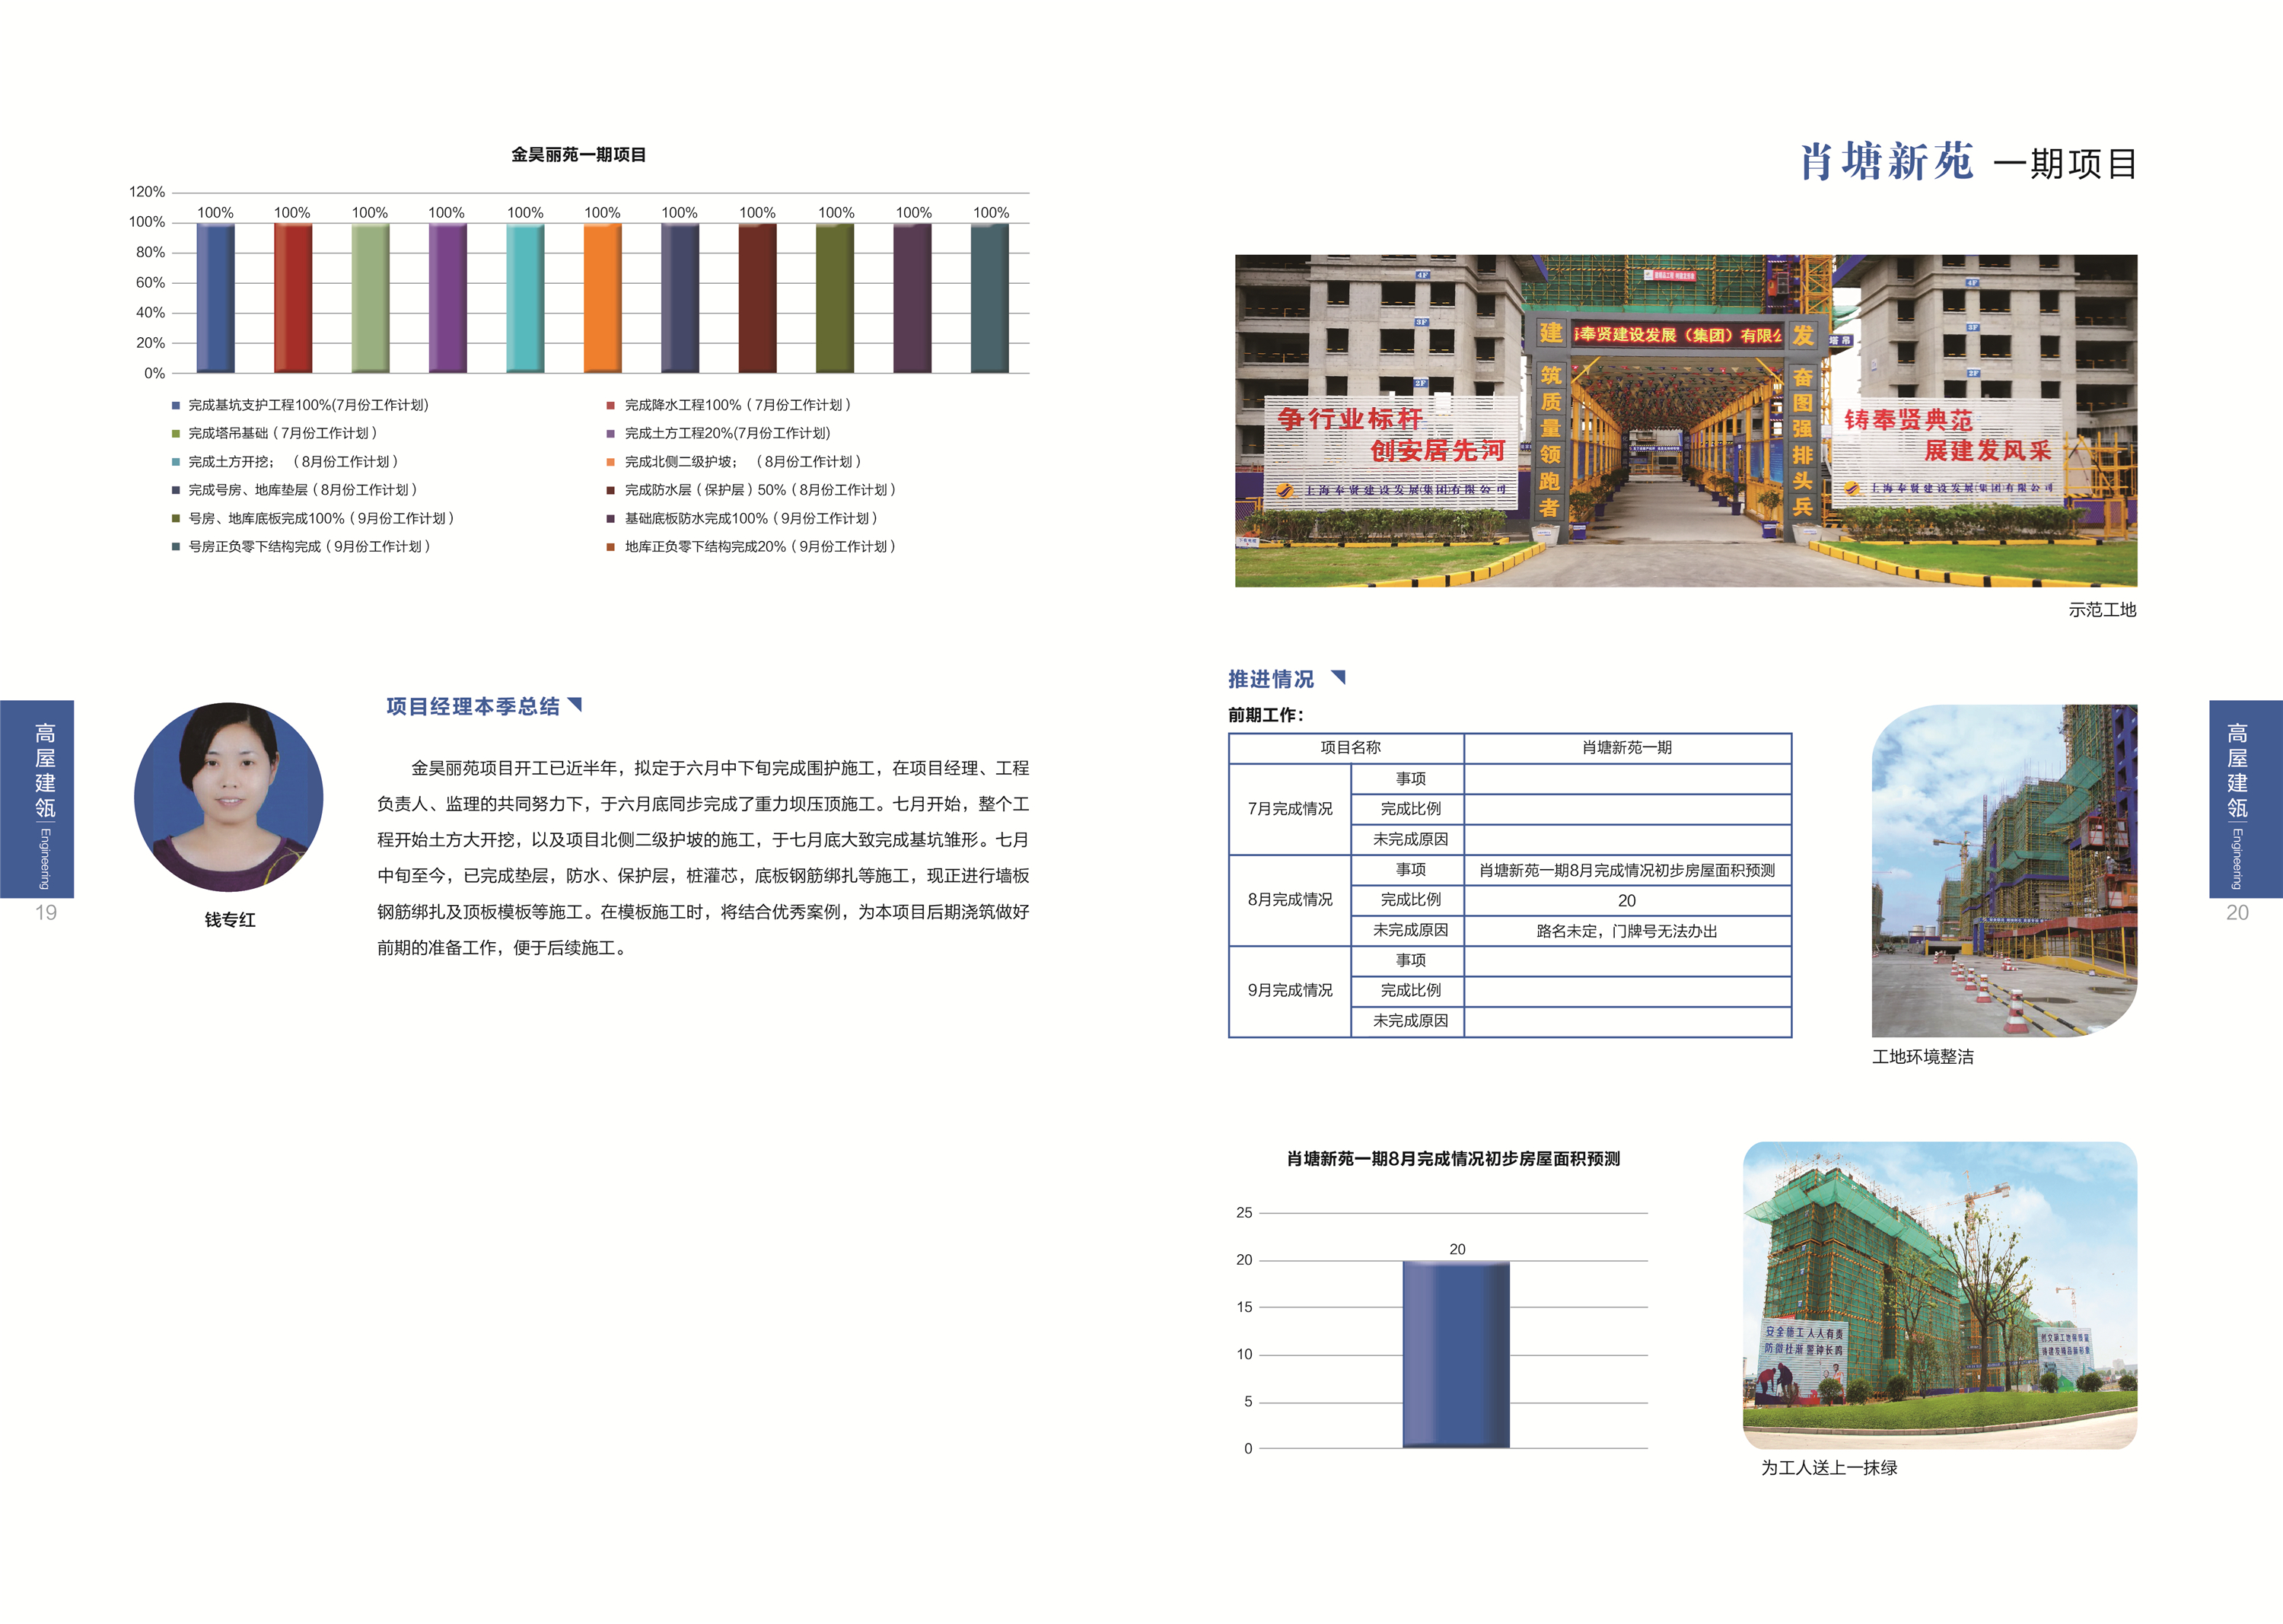 金昊丽苑一期项目
120%
100%
80%
60%
40%
20%
0%
100% 100% 100% 100% 100% 100% 100% 100% 100% 100% 100%
完成基坑支护工程100%(7月份工作计划)
完成降水工程100%（7月份工作计划）
完成塔吊基础（7月份工作计划）
完成土方工程20%(7月份工作计划)
完成土方开挖； （8月份工作计划）
完成北侧二级护坡； （8月份工作计划）
完成号房、地库垫层（8月份工作计划）
完成防水层（保护层）50%（8月份工作计划）
号房、地库底板完成100%（9月份工作计划）
基础底板防水完成100%（9月份工作计划）
号房正负零下结构完成（9月份工作计划）
地库正负零下结构完成20%（9月份工作计划）
高屋建瓴
Engineering
19
钱专红
项目经理本季总结
金昊丽苑项目开工已近半年，拟定于六月中下旬完成围护施工，在项目经理、工程
负责人、监理的共同努力下，于六月底同步完成了重力坝压顶施工。七月开始，整个工
程开始土方大开挖，以及项目北侧二级护坡的施工，于七月底大致完成基坑雏形。七月
中旬至今，已完成垫层，防水、保护层，桩灌芯，底板钢筋绑扎等施工，现正进行墙板
钢筋绑扎及顶板模板等施工。在模板施工时，将结合优秀案例，为本项目后期浇筑做好
前期的准备工作，便于后续施工。
肖塘新苑 一期项目
4F
3F
2F
4F
3F
2F
建
奉贤建设发展（集团）有限
发
塔吊
筑质量领跑者
奋图强排头兵
争行业标杆
创安居先河
上海奉贤建设发展(集团)有限公司
铸奉贤典范
展建发风采
上海奉贤建设发展(集团)有限公司
示范工地
推进情况
前期工作：
项目名称 肖塘新苑一期
7月完成情况
事项
完成比例
未完成原因
8月完成情况
事项 肖塘新苑一期8月完成情况初步房屋面积预测
完成比例 20
未完成原因 路名未定，门牌号无法办出
9月完成情况
事项
完成比例
未完成原因
工地环境整洁
肖塘新苑一期8月完成情况初步房屋面积预测
25
20
15
10
5
0
20
安全施工 人人有责
防微杜渐 警钟长鸣
为工人送上一抹绿
高屋建瓴
Engineering
20